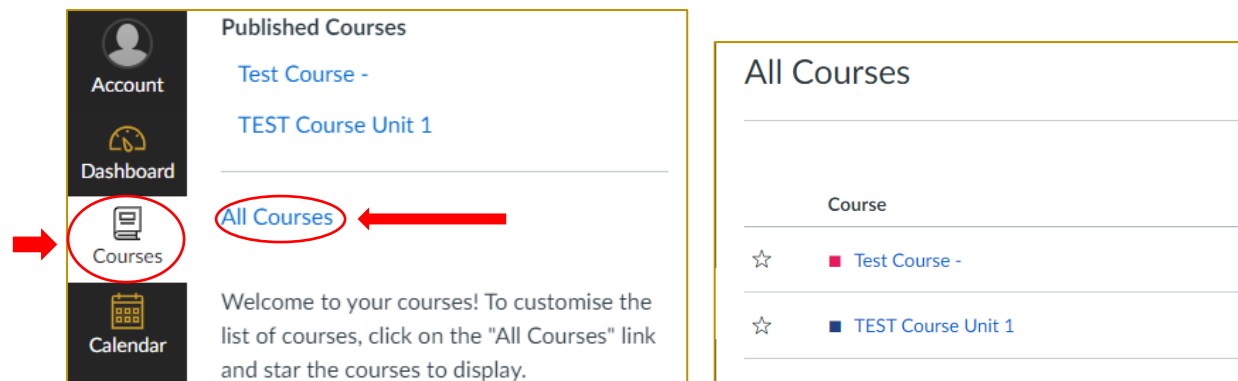 Account
Dashboard
Courses
Calendar
Published Courses
Test Course -
TEST Course Unit 1
All Courses
Welcome to your courses! To customise the
list of courses, click on the "All Courses" link
and star the courses to display.
All Courses
Course
Test Course -
TEST Course Unit 1